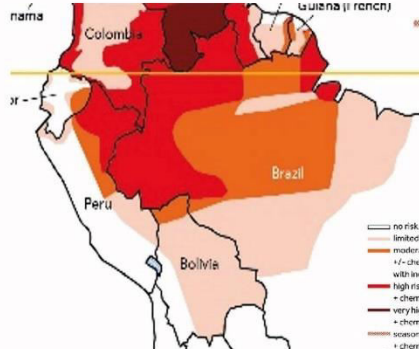 nama
Guiana (French)
Colombia
or
Brazil
Peru
Bolivia
no risk
limited
moder
+/- che
with in
high ris
+ chem
very hi
+ chem
season
+ chem